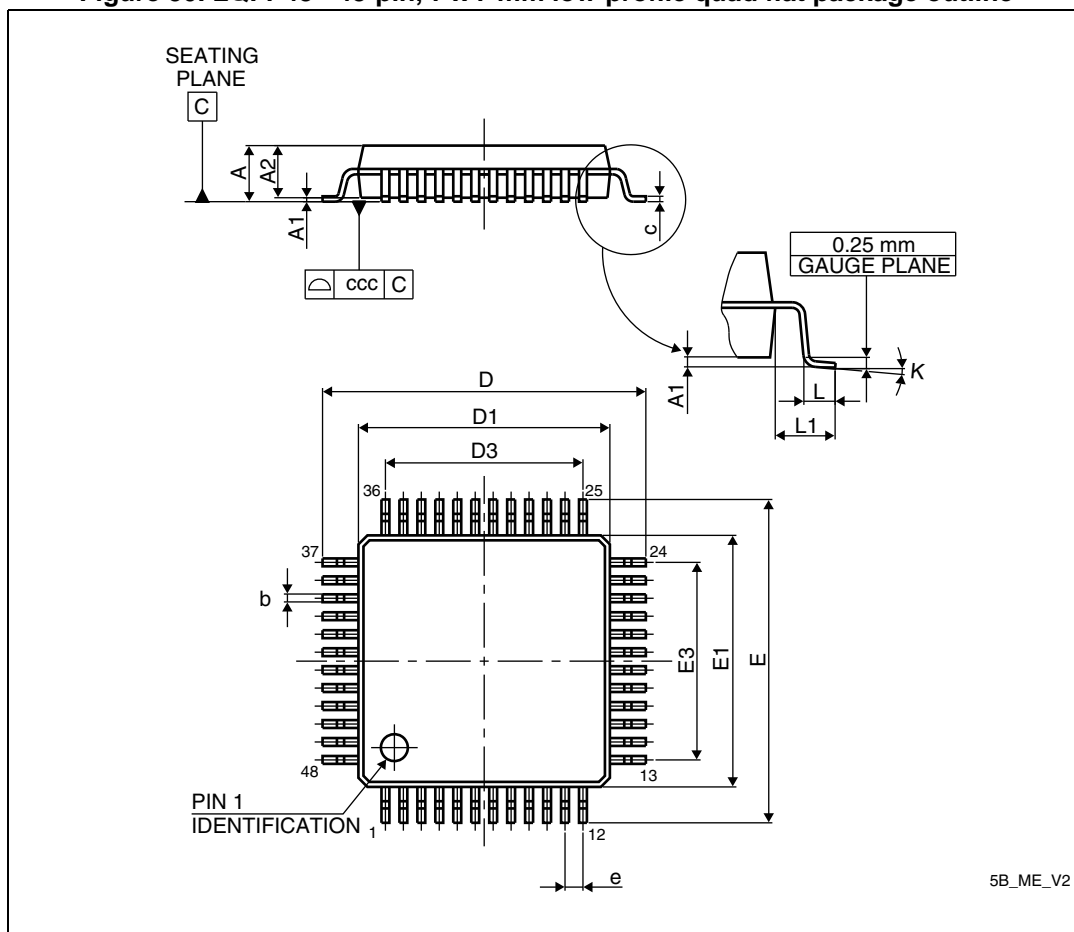 SEATING
PLANE
C
A
A2
A1
c
ccc C
0.25 mm
GAUGE PLANE
A1
K
L
L1
D
D1
D3
36
25
37
24
b
E3
E1
E
48
13
PIN 1
IDENTIFICATION
1
12
e
5B_ME_V2